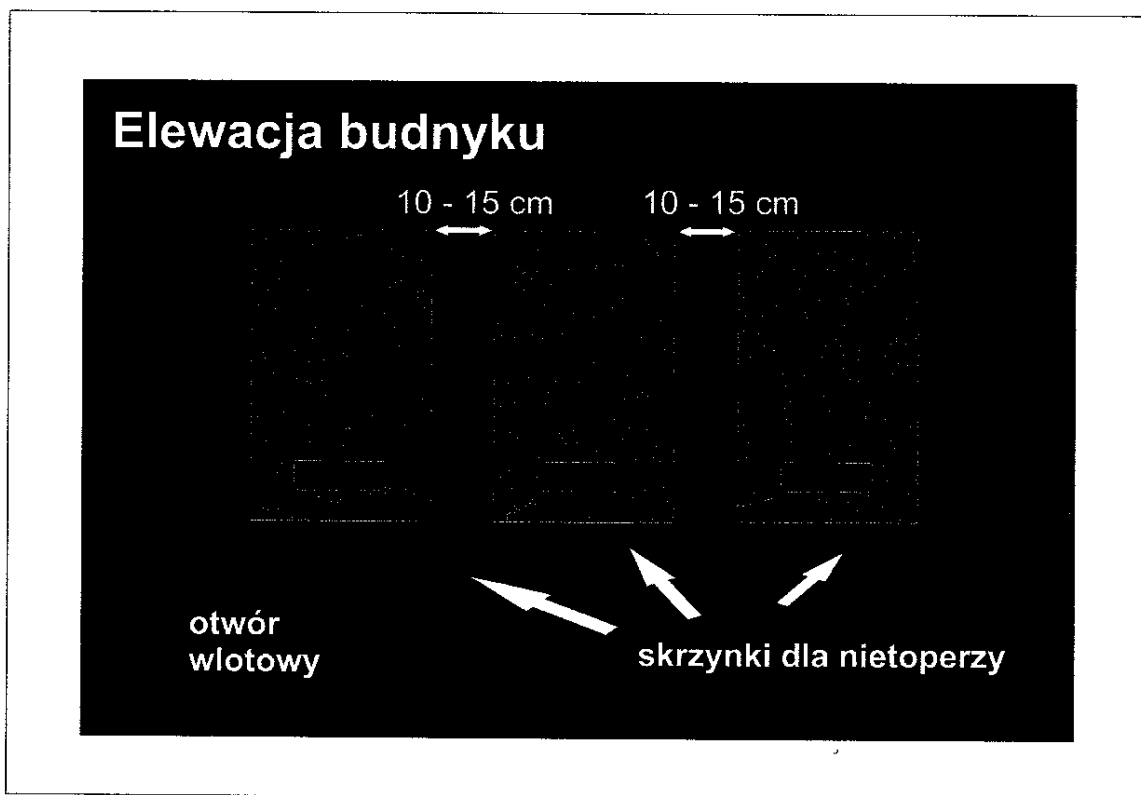 Elewacja budnyku
10 - 15 cm 10 - 15 cm
otwór
wlotowy
skrzynki dla nietoperzy